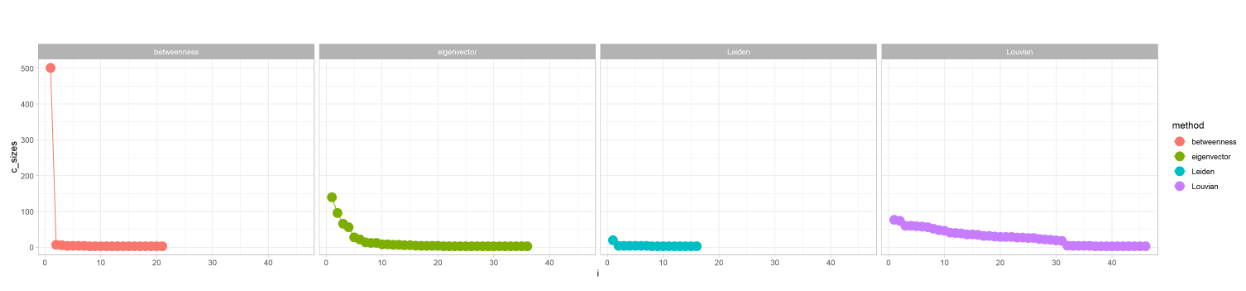 betweenness eigenvector Leiden Louvian
500
400
300
200
100
0
c_sizes
0 10 20 30 40 0 10 20 30 40 0 10 20 30 40 0 10 20 30 40
i
method
betweenness
eigenvector
Leiden
Louvian